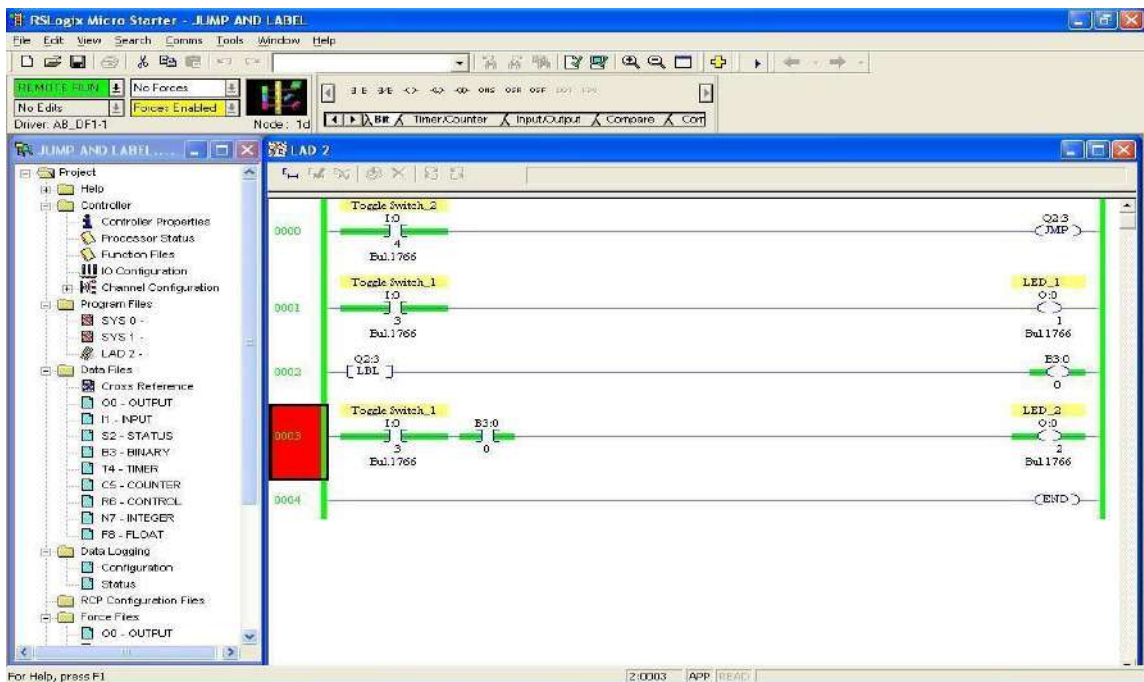 RSLogix Micro Starter - JUMP AND LABEL
File Edit View Search Comms Tools Window Help
REMOTE RUN No Forces
No Edits Forces Enabled
Driver: AB_DF1-1 Node: 1d
ONS OSR OSF
Bit Timer/Counter Input/Output Compare
JUMP AND LABEL....
LAD 2
Project
Help
Controller
Controller Properties
Processor Status
Function Files
IO Configuration
Channel Configuration
Program Files
SYS 0 -
SYS 1 -
LAD 2 -
Data Files
Cross Reference
O0 - OUTPUT
I1 - INPUT
S2 - STATUS
B3 - BINARY
T4 - TIMER
C5 - COUNTER
R6 - CONTROL
N7 - INTEGER
F8 - FLOAT
Data Logging
Configuration
Status
RCP Configuration Files
Force Files
O0 - OUTPUT
Toggle Switch_2
I:0 Q2:3
0000 JMP
4
Bul.1766
Toggle Switch_1 LED_1
I:0 O:0
0001
3 1
Bul.1766 Bul.1766
Q2:3 B3:0
0002 LBL
0
Toggle Switch_1 LED_2
I:0 B3:0 O:0
0003
3 0 2
Bul.1766 Bul.1766
0004 END
For Help, press F1 2:0003 APP READ